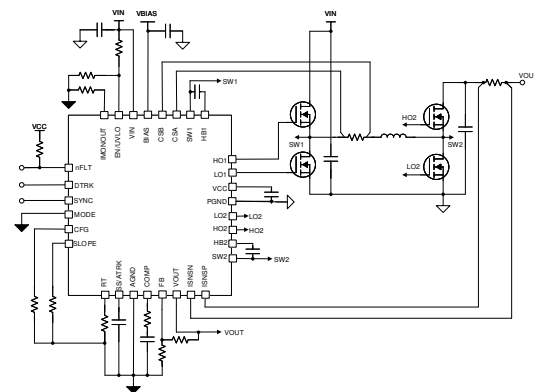 VIN
VBIAS
VIN
VOU
SW1
VCC
IMONOUT
EN/UVLO
VIN
BIAS
CSB
CSA
SW1
HB1
HO2
SW1
SW2
HO1
LO1
LO2
nFLT
DTRK
VCC
SYNC
PGND
MODE
LO2
LO2
CFG
HO2
HO2
SLOPE
HB2
SW2
SW2
RT
SS/ATRK
AGND
COMP
FB
VOUT
ISNSN
ISNSP
VOUT